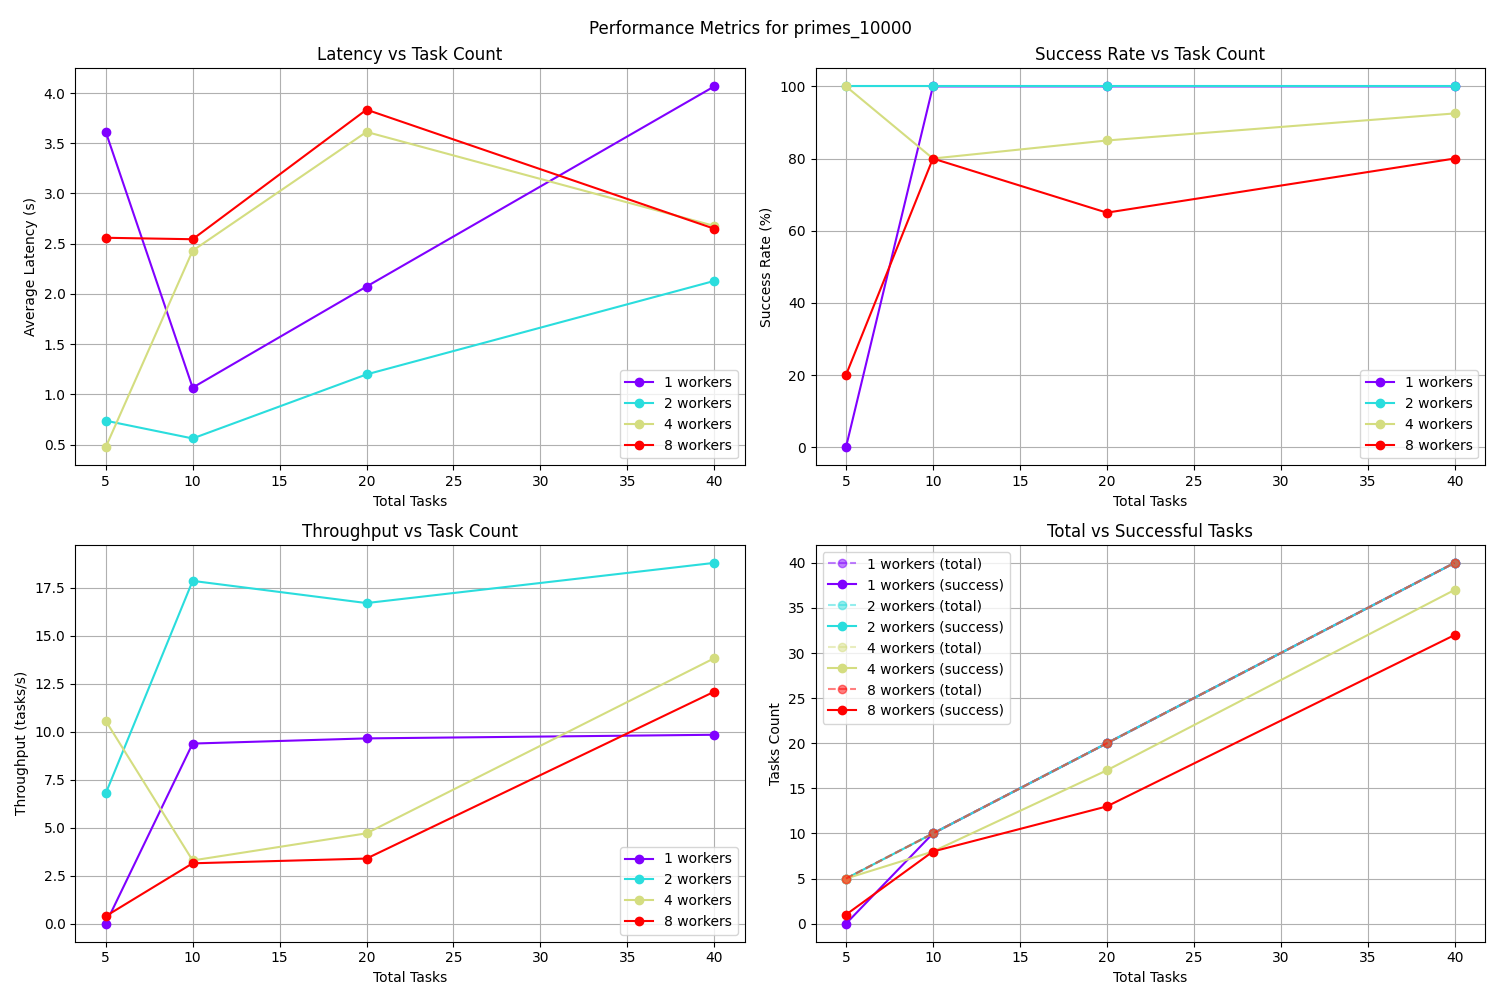 Performance Metrics for primes_10000
Latency vs Task Count
Average Latency (s)
4.0
3.5
3.0
2.5
2.0
1.5
1.0
0.5
1 workers
2 workers
4 workers
8 workers
5 10 15 20 25 30 35 40
Total Tasks
Success Rate vs Task Count
Success Rate (%)
100
80
60
40
20
0
1 workers
2 workers
4 workers
8 workers
5 10 15 20 25 30 35 40
Total Tasks
Throughput vs Task Count
Throughput (tasks/s)
17.5
15.0
12.5
10.0
7.5
5.0
2.5
0.0
1 workers
2 workers
4 workers
8 workers
5 10 15 20 25 30 35 40
Total Tasks
Total vs Successful Tasks
Tasks Count
40
35
30
25
20
15
10
5
0
1 workers (total)
1 workers (success)
2 workers (total)
2 workers (success)
4 workers (total)
4 workers (success)
8 workers (total)
8 workers (success)
5 10 15 20 25 30 35 40
Total Tasks